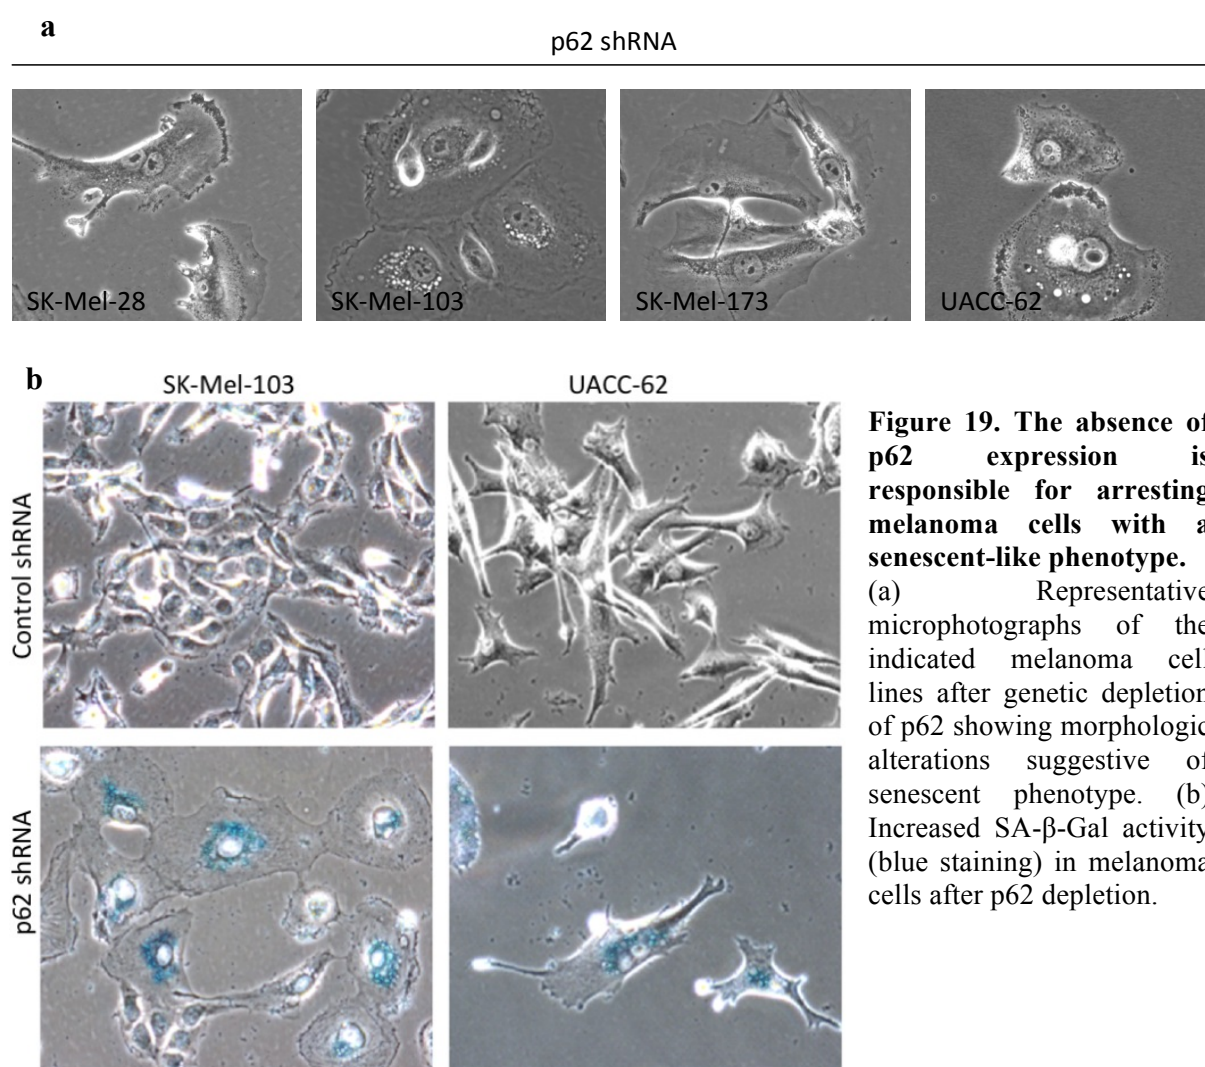 a
p62 shRNA
SK-Mel-28
SK-Mel-103
SK-Mel-173
UACC-62
b
SK-Mel-103
UACC-62
Control shRNA
p62 shRNA
Figure 19. The absence of
p62 expression is
responsible for arresting
melanoma cells with a
senescent-like phenotype.
(a) Representative
microphotographs of the
indicated melanoma cell
lines after genetic depletion
of p62 showing morphologic
alterations suggestive of
senescent phenotype. (b)
Increased SA-β-Gal activity
(blue staining) in melanoma
cells after p62 depletion.